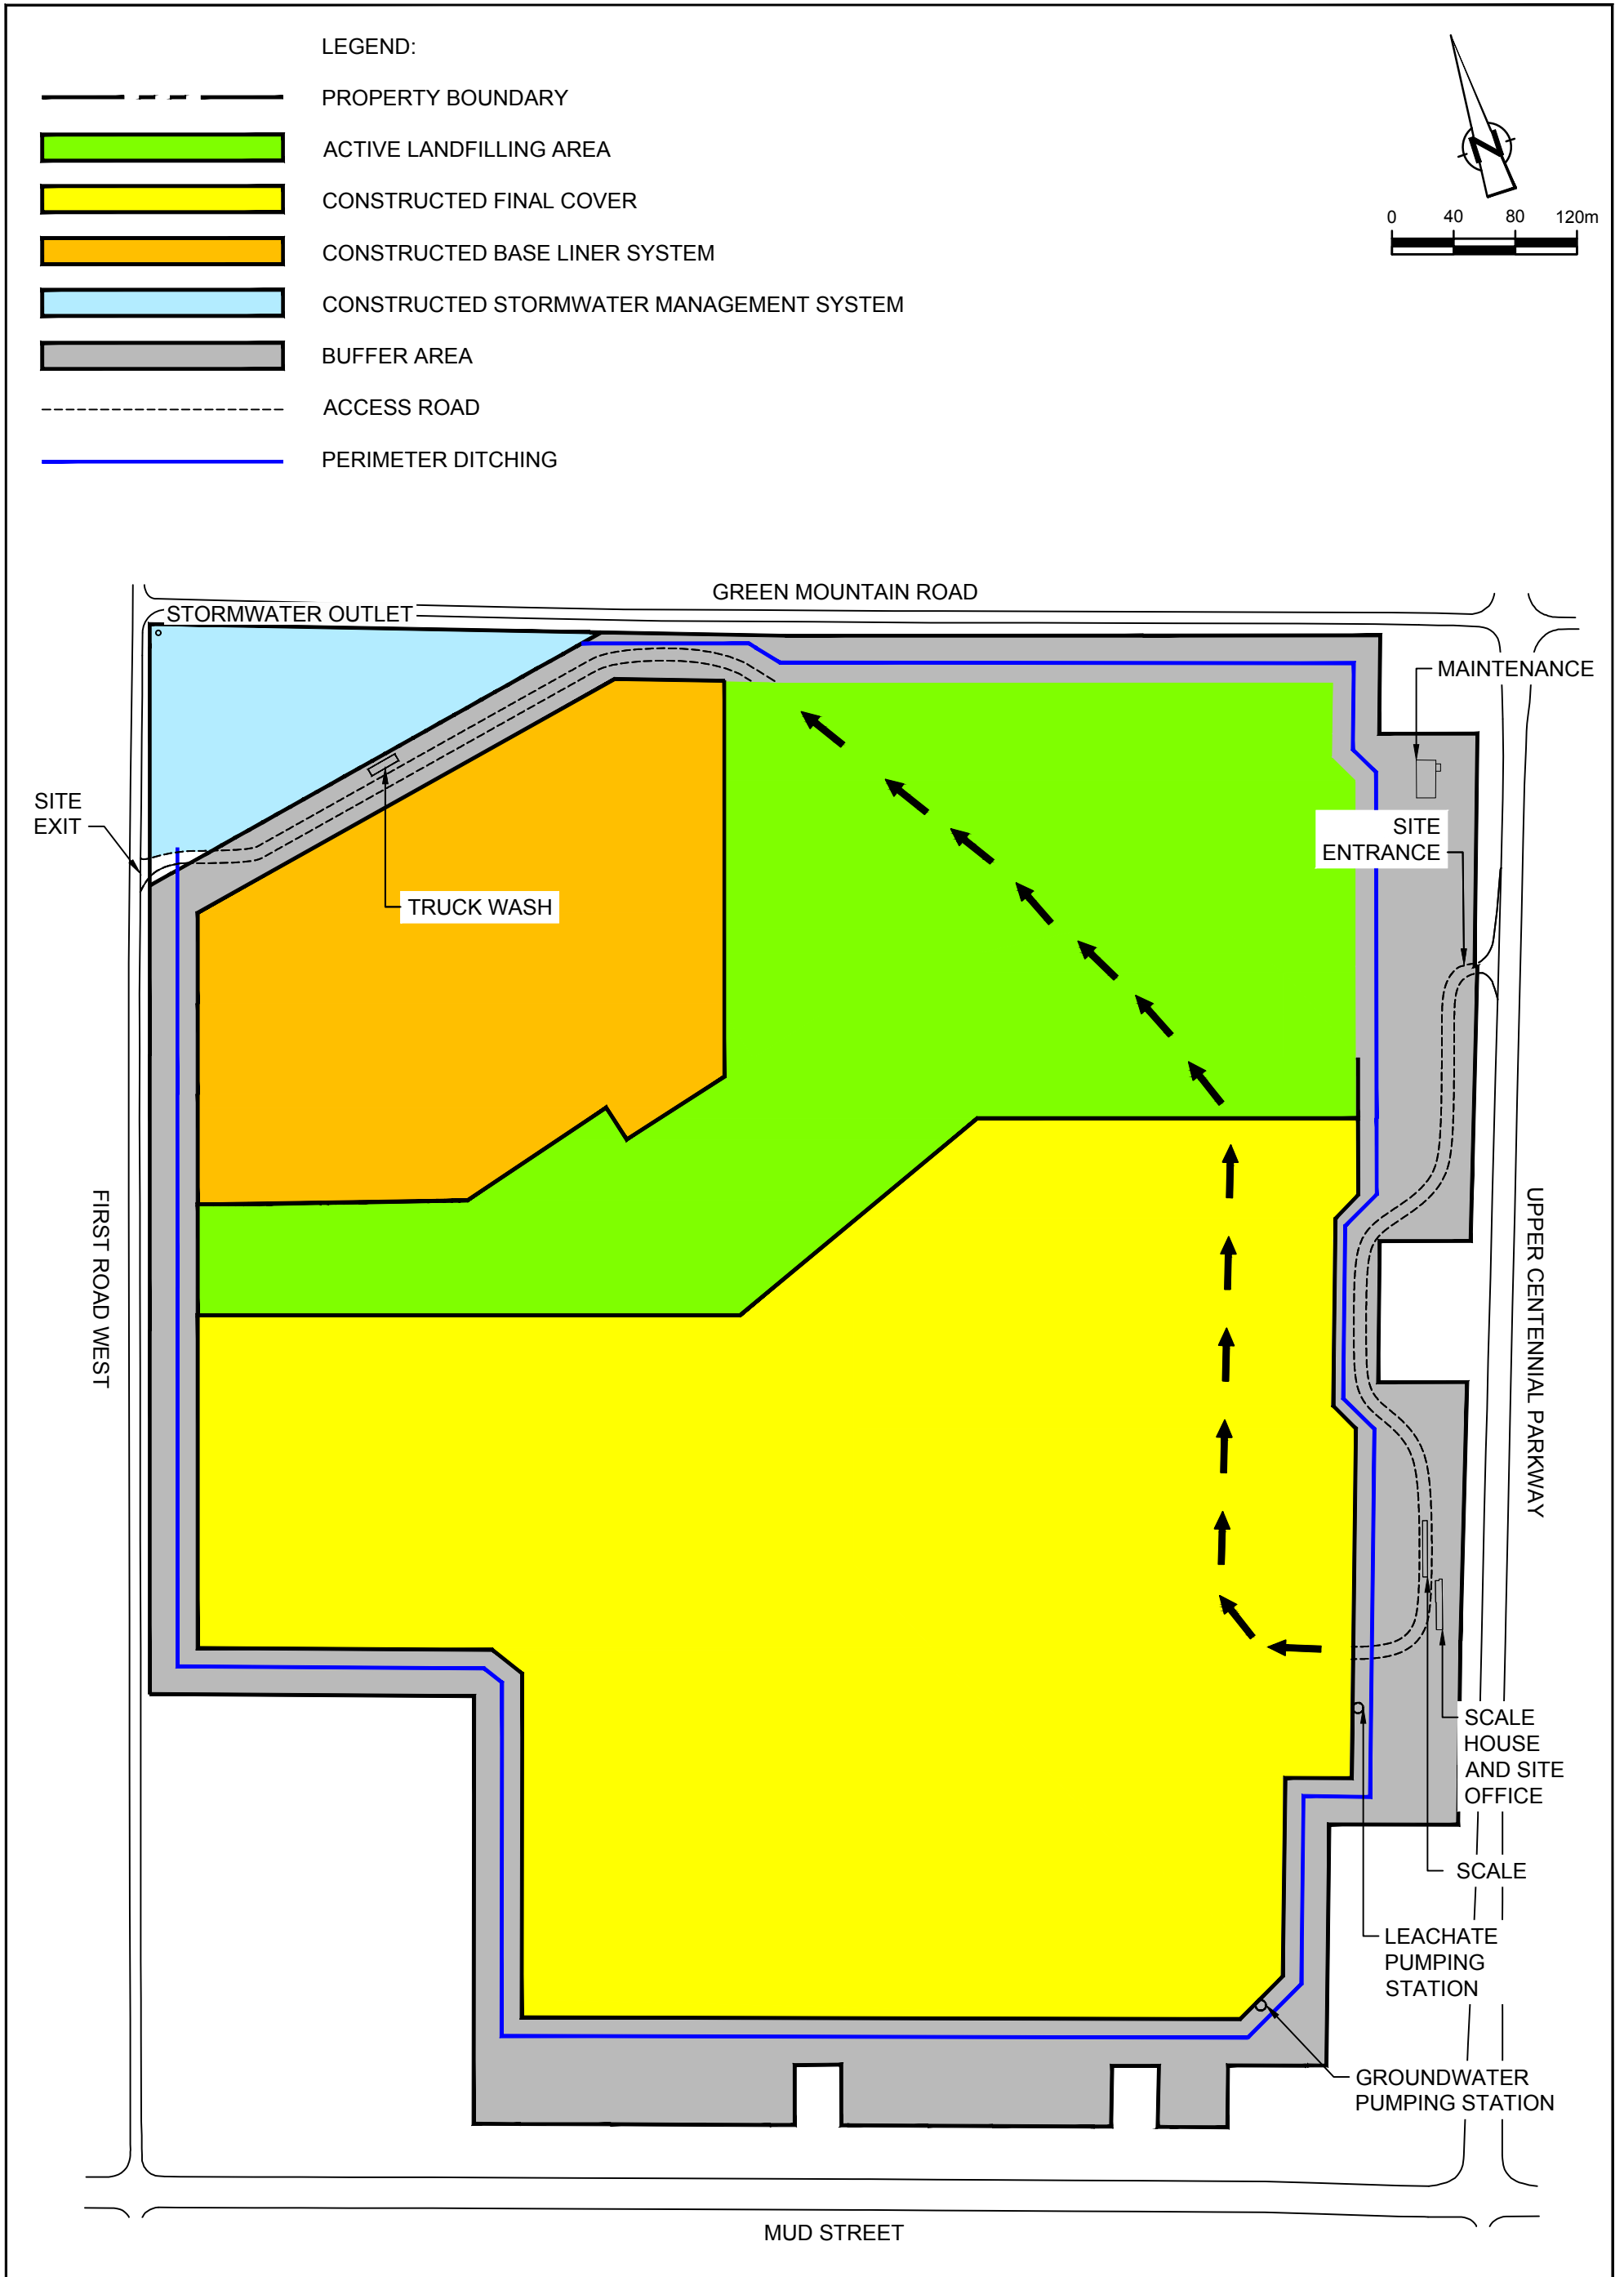 LEGEND:
PROPERTY BOUNDARY
ACTIVE LANDFILLING AREA
CONSTRUCTED FINAL COVER
CONSTRUCTED BASE LINER SYSTEM
CONSTRUCTED STORMWATER MANAGEMENT SYSTEM
BUFFER AREA
ACCESS ROAD
PERIMETER DITCHING
N
0 40 80 120m
GREEN MOUNTAIN ROAD
STORMWATER OUTLET
MAINTENANCE
SITE
EXIT
SITE
ENTRANCE
TRUCK WASH
FIRST ROAD WEST
UPPER CENTENNIAL PARKWAY
SCALE
HOUSE
AND SITE
OFFICE
SCALE
LEACHATE
PUMPING
STATION
GROUNDWATER
PUMPING STATION
MUD STREET